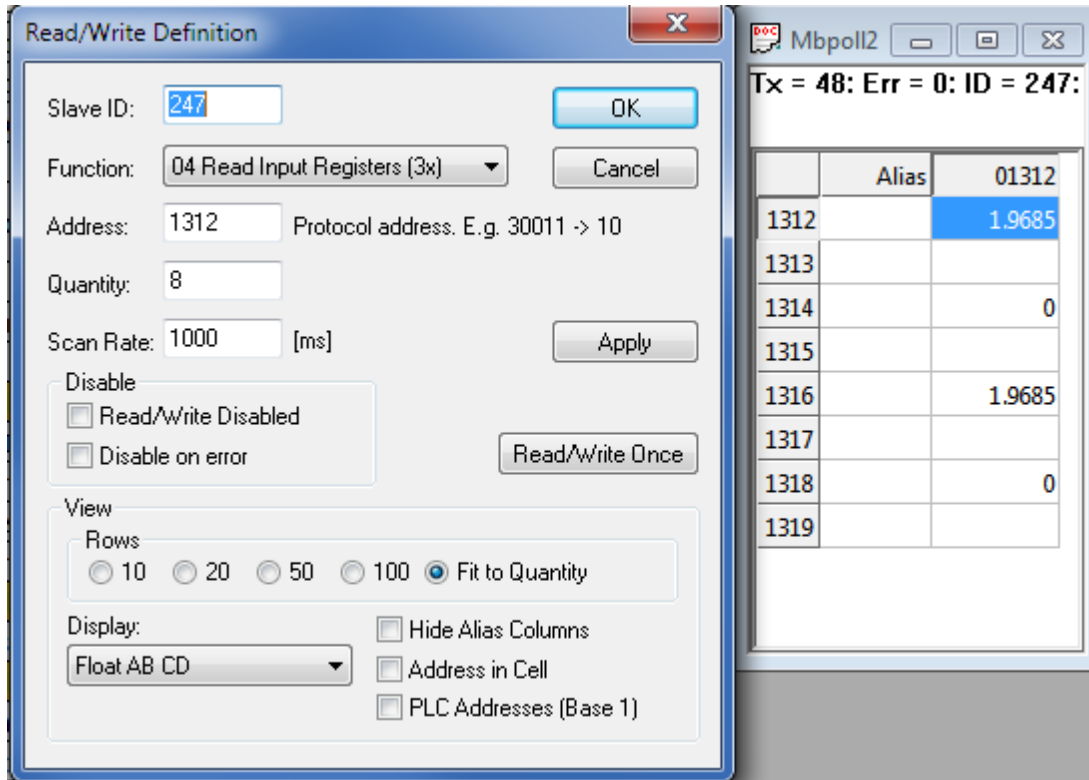 Read/Write Definition
Slave ID: 247
OK
Function: 04 Read Input Registers (3x)
Cancel
Address: 1312 Protocol address. E.g. 30011 -> 10
Quantity: 8
Scan Rate: 1000 [ms]
Apply
Disable
Read/Write Disabled
Disable on error
Read/Write Once
View
Rows
10 20 50 100 Fit to Quantity
Display:
Float AB CD
Hide Alias Columns
Address in Cell
PLC Addresses (Base 1)
DOC
Mbpoll2
Tx = 48: Err = 0: ID = 247:
Alias 01312
1312 1.9685
1313
1314 0
1315
1316 1.9685
1317
1318 0
1319